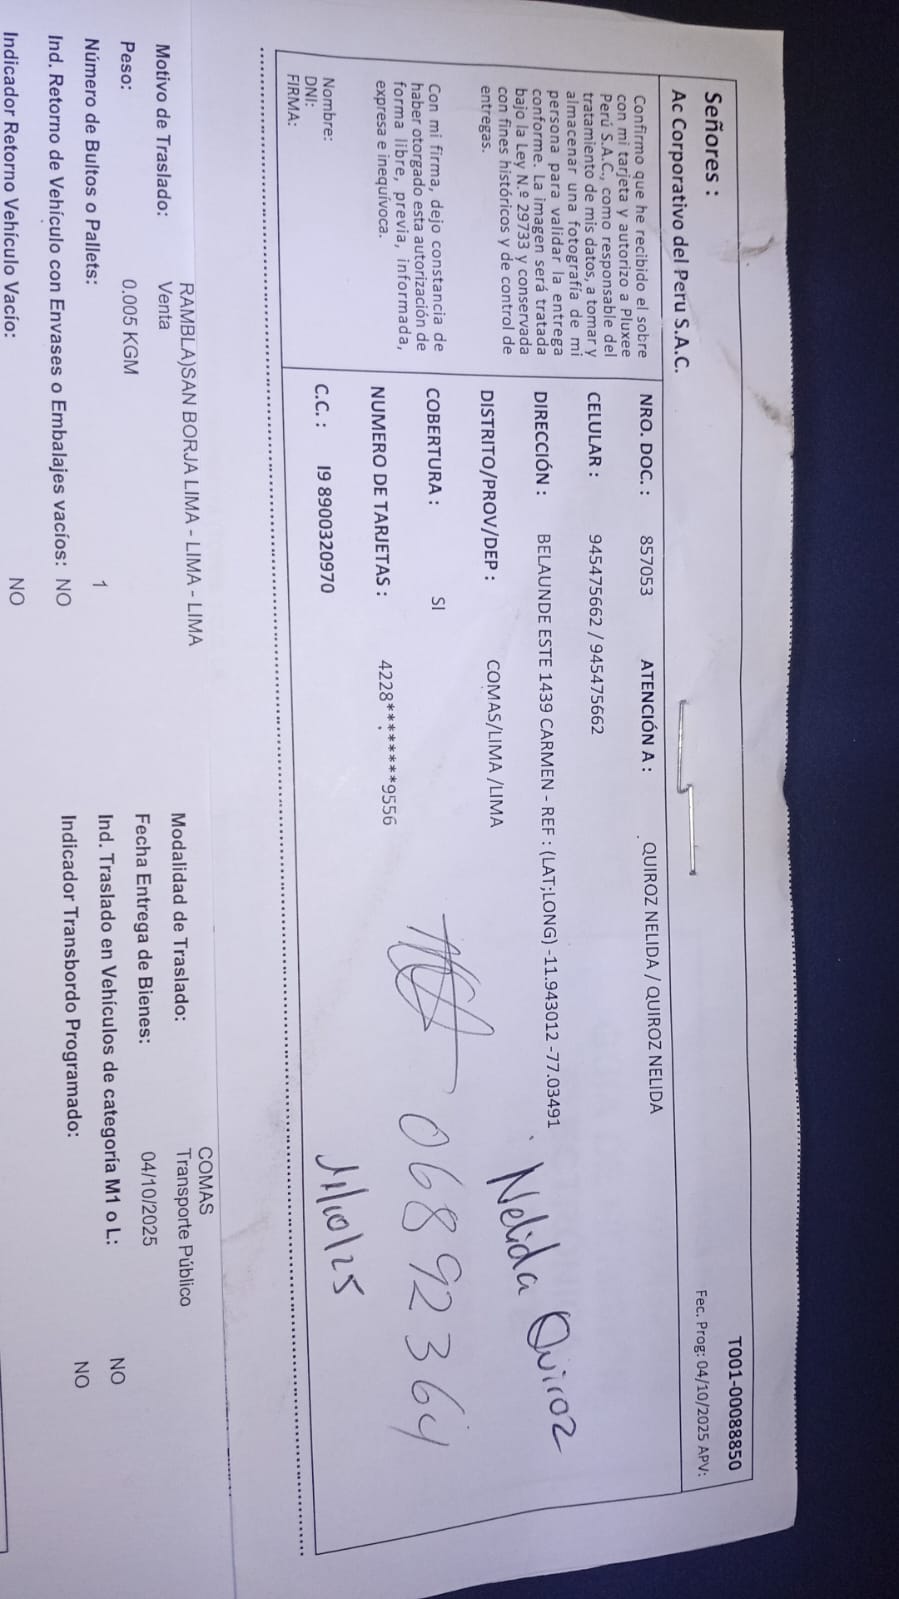 T001-00088850
Señores :
Fec. Prog: 04/10/2025 APV:
Ac Corporativo del Peru S.A.C.
Confirmo que he recibido el sobre
con mi tarjeta y autorizo a Pluxee
Perú S.A.C., como responsable del
tratamiento de mis datos, a tomar y
almacenar una fotografía de mi
persona para validar la entrega
conforme. La imagen será tratada
bajo la Ley N.º 29733 y conservada
con fines históricos y de control de
entregas.
Con mi firma, dejo constancia de
haber otorgado esta autorización de
forma libre, previa, informada,
expresa e inequívoca.
Nombre:
DNI:
FIRMA:
NRO. DOC. : 857053 ATENCIÓN A : QUIROZ NELIDA / QUIROZ NELIDA
CELULAR : 945475662 / 945475662
DIRECCIÓN : BELAUNDE ESTE 1439 CARMEN - REF : (LAT;LONG) -11.943012 -77.03491
DISTRITO/PROV/DEP : COMAS/LIMA /LIMA
COBERTURA : SI
NUMERO DE TARJETAS : 4228********9556
C.C. : I9 8900320970
Nelida Quiroz
06892364
11/10/25
COMAS
RAMBLA)SAN BORJA LIMA - LIMA - LIMA
Motivo de Traslado: Venta Modalidad de Traslado: Transporte Público
Peso: 0.005 KGM Fecha Entrega de Bienes: 04/10/2025
Número de Bultos o Pallets: 1 Ind. Traslado en Vehículos de categoría M1 o L: NO
Ind. Retorno de Vehículo con Envases o Embalajes vacíos: NO Indicador Transbordo Programado: NO
Indicador Retorno Vehículo Vacío: NO